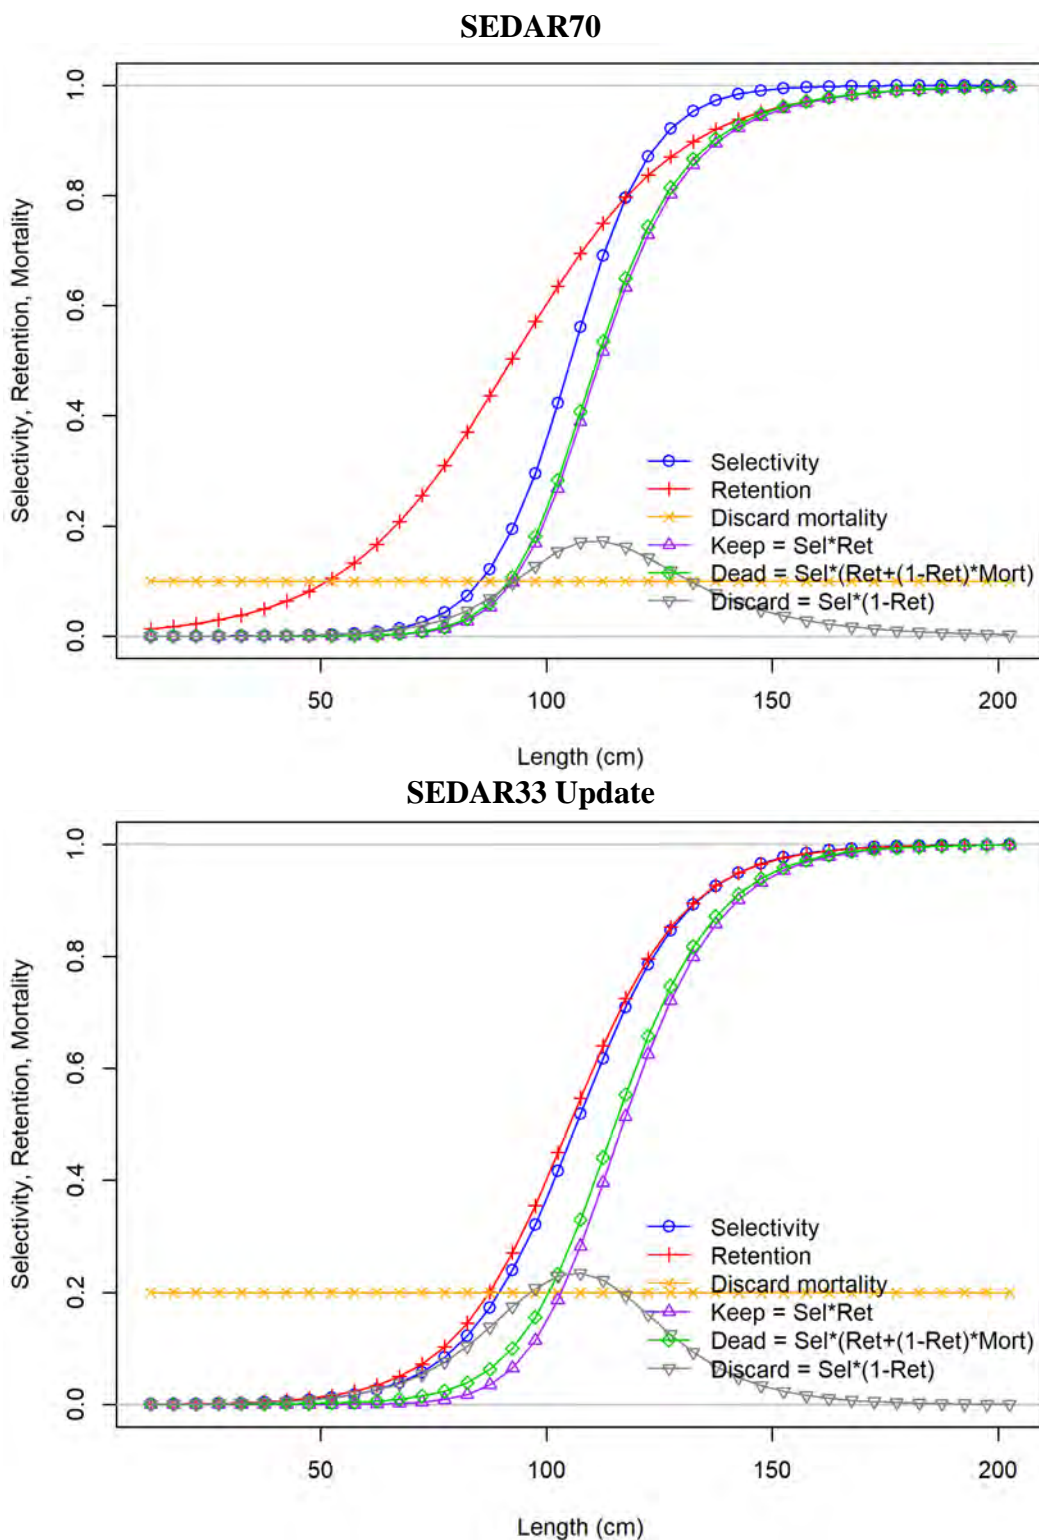 SEDAR70
1.0
0.8
0.6
0.4
0.2
0.0
Selectivity, Retention, Mortality
Selectivity
Retention
Discard mortality
Keep = Sel*Ret
Dead = Sel*(Ret+(1-Ret)*Mort)
Discard = Sel*(1-Ret)
50 100 150 200
Length (cm)
SEDAR33 Update
1.0
0.8
0.6
0.4
0.2
0.0
Selectivity, Retention, Mortality
Selectivity
Retention
Discard mortality
Keep = Sel*Ret
Dead = Sel*(Ret+(1-Ret)*Mort)
Discard = Sel*(1-Ret)
50 100 150 200
Length (cm)